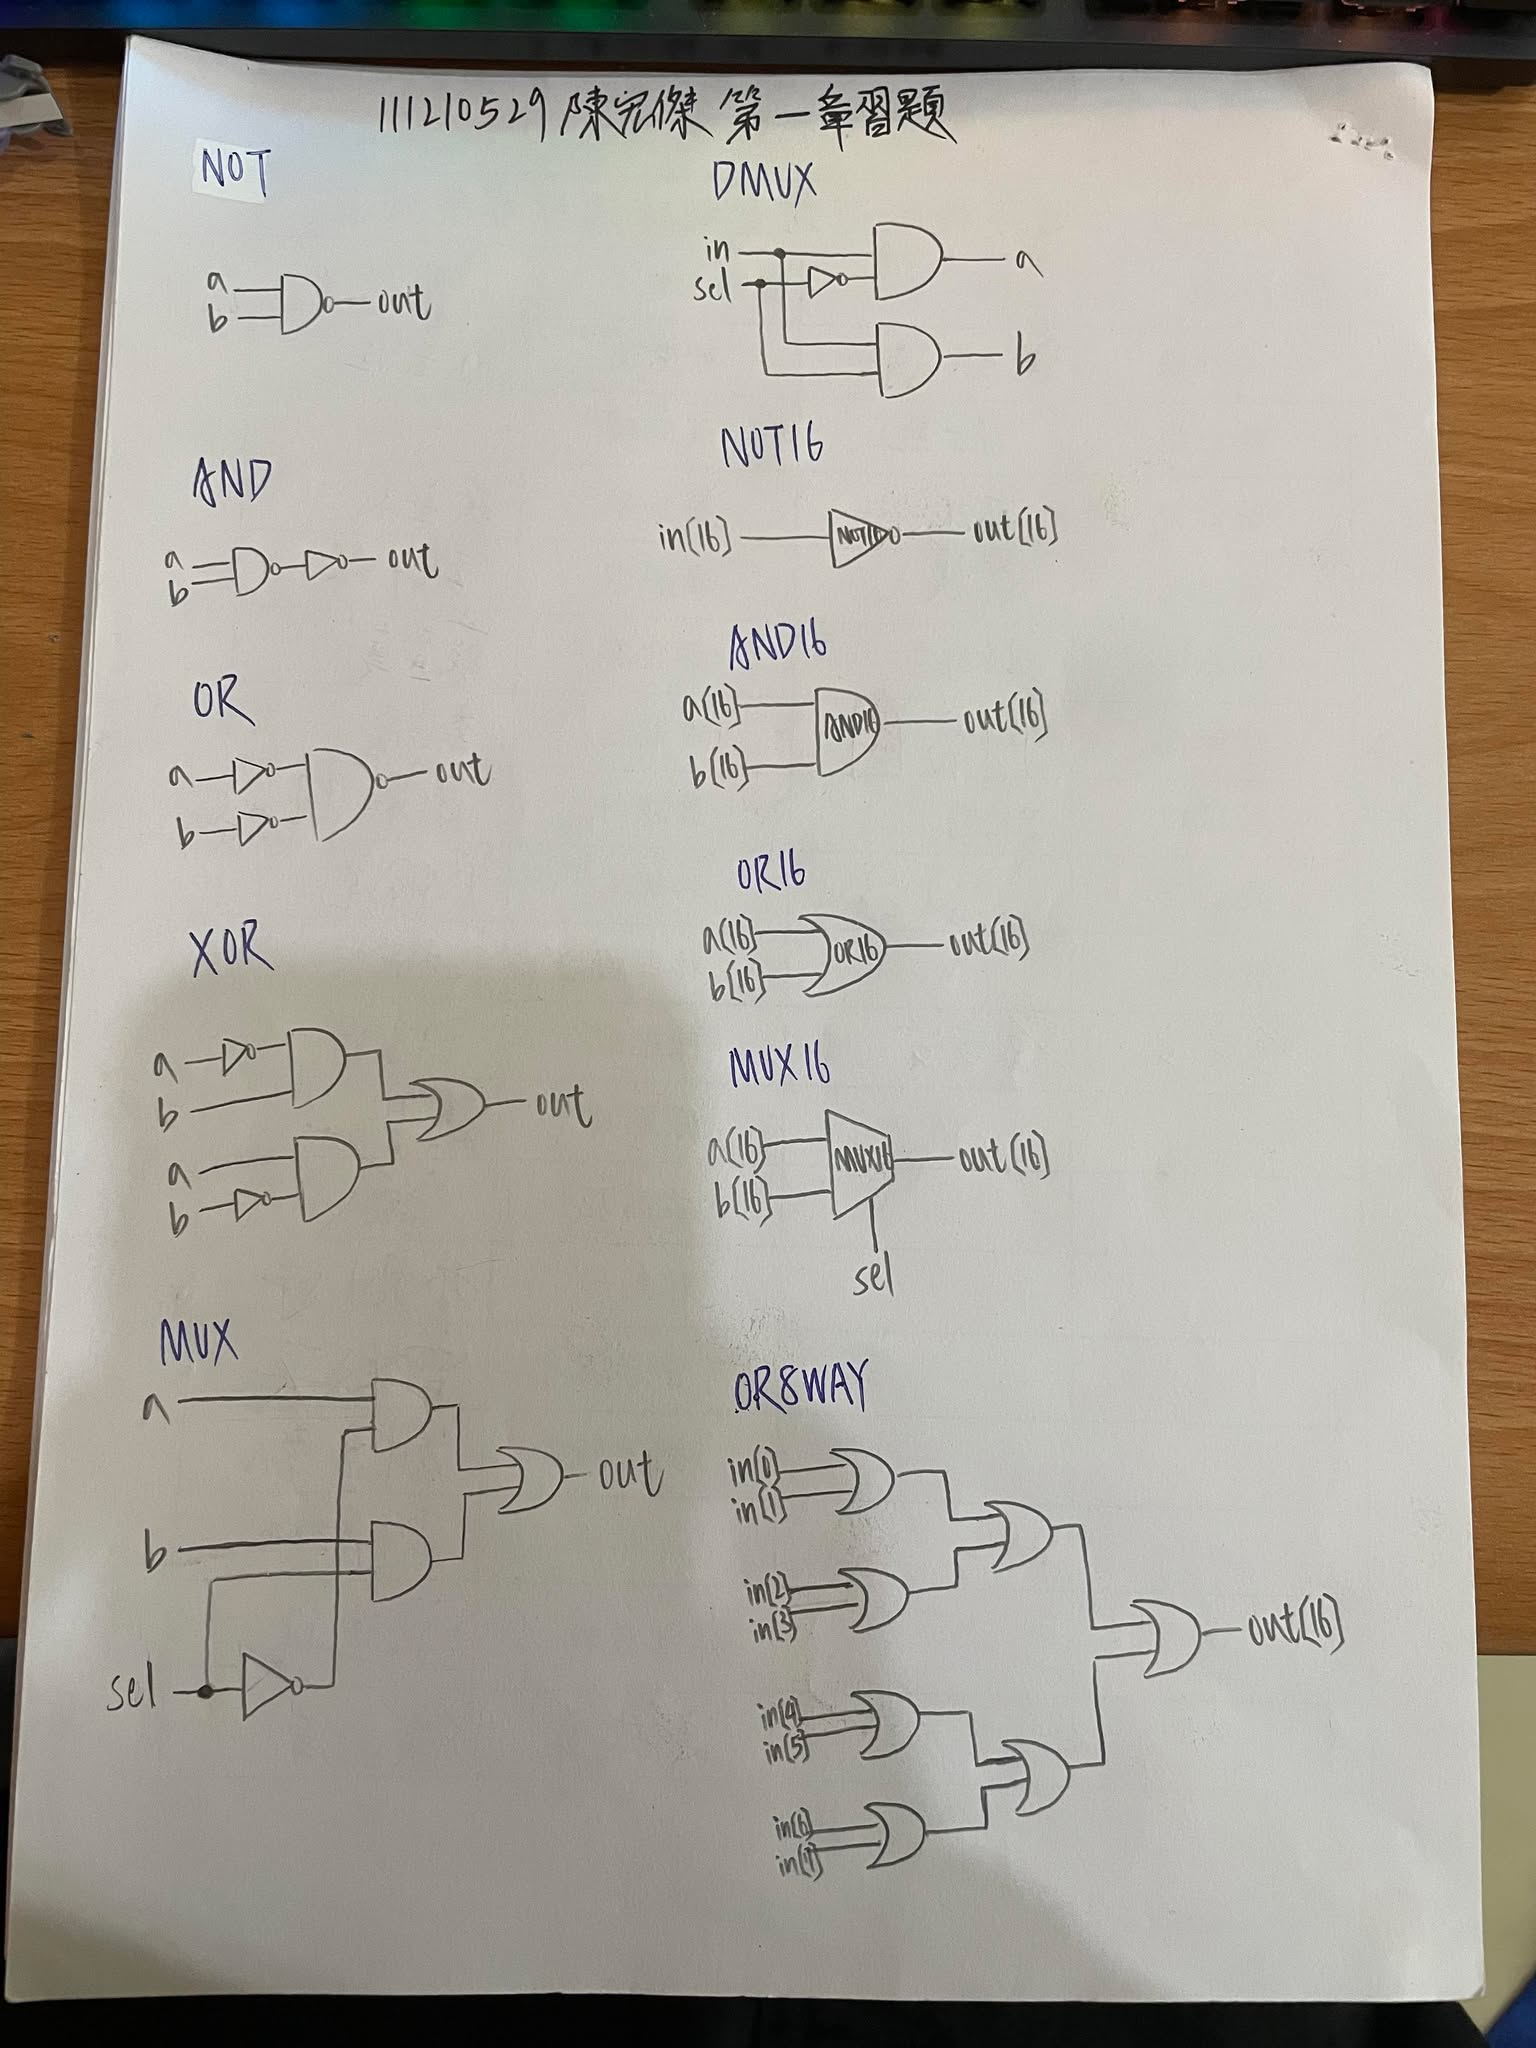 111210529 陳宏傑 第一章習題
NOT
a
b
out
AND
a
b
out
OR
a
b
out
XOR
a
b
a
b
out
MUX
a
b
sel
out
DMUX
in
sel
a
b
NOT16
in[16]
NOT16
out[16]
AND16
a[16]
b[16]
AND16
out[16]
OR16
a[16]
b[16]
OR16
out[16]
MUX16
a[16]
b[16]
MUX16
out[16]
sel
OR8WAY
in[0]
in[1]
in[2]
in[3]
in[4]
in[5]
in[6]
in[7]
out[16]